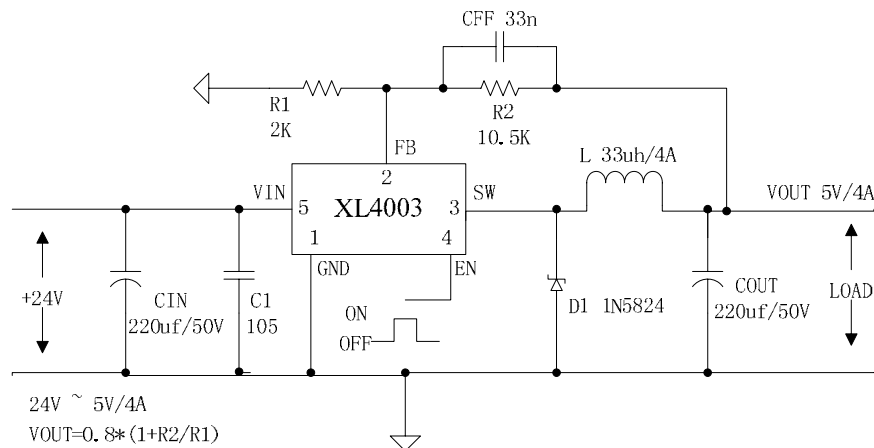 CFF 33n
R1
2K
R2
10.5K
FB
L 33uh/4A
VIN
2
SW
VOUT 5V/4A
5
XL4003
3
1
4
GND
EN
+24V
CIN
220uf/50V
C1
105
ON
OFF
D1 1N5824
COUT
220uf/50V
LOAD
24V ~ 5V/4A
VOUT=0.8*(1+R2/R1)